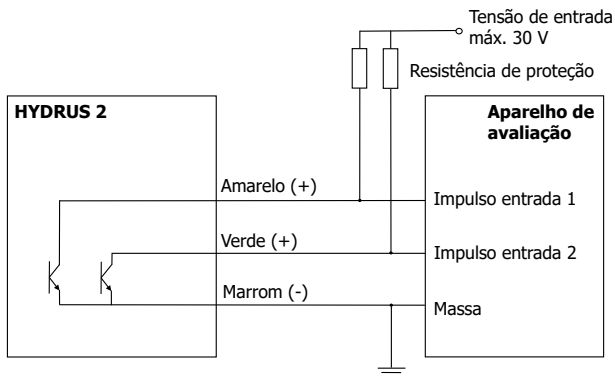 Tensão de entrada
máx. 30 V
Resistência de proteção
HYDRUS 2
Aparelho de
avaliação
Amarelo (+)
Impulso entrada 1
Verde (+)
Impulso entrada 2
Marrom (-)
Massa